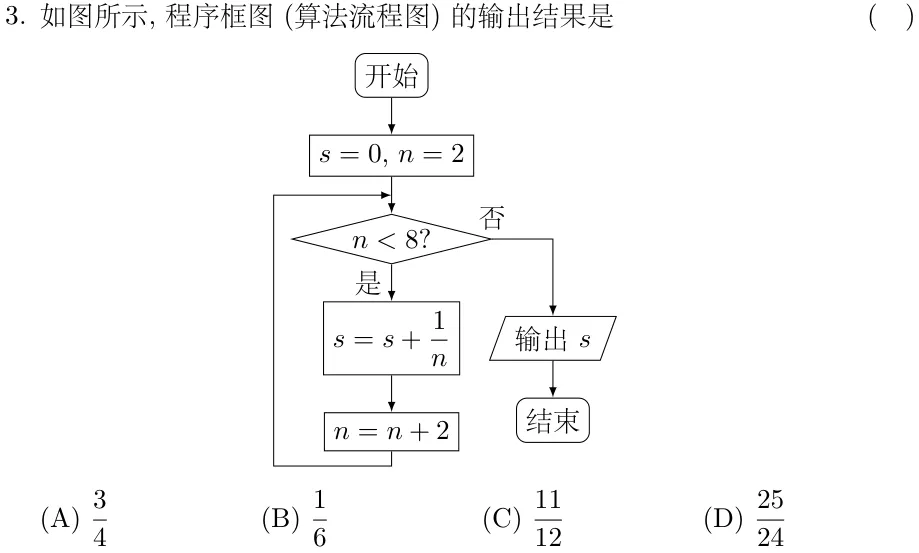 3. 如图所示, 程序框图 (算法流程图) 的输出结果是 ( )
开始
s = 0, n = 2
n < 8?
否
是
s = s + 1/n
输出 s
n = n + 2
结束
(A) 3/4 (B) 1/6 (C) 11/12 (D) 25/24